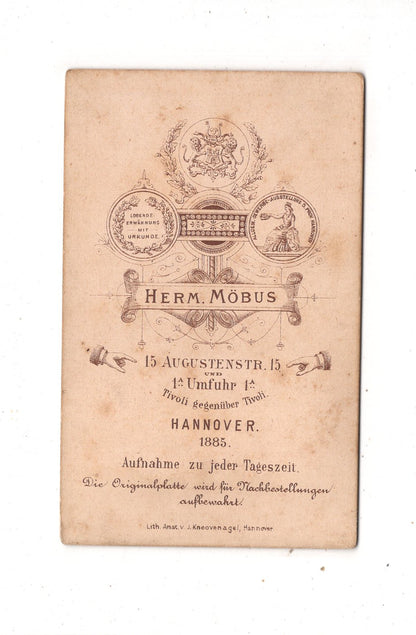 LOBENDE
ERWÄHNUNG
MIT
URKUNDE.
HERM. MÖBUS
15 AUGUSTENSTR. 15
UND
1A Umfuhr 1A
Tivoli gegenüber Tivoli.
HANNOVER.
1885.
Aufnahme zu jeder Tageszeit.
Die Originalplatte wird für Nachbestellungen
aufbewahrt.
Lith. Anst. v. J. Knoevenagel, Hannover.